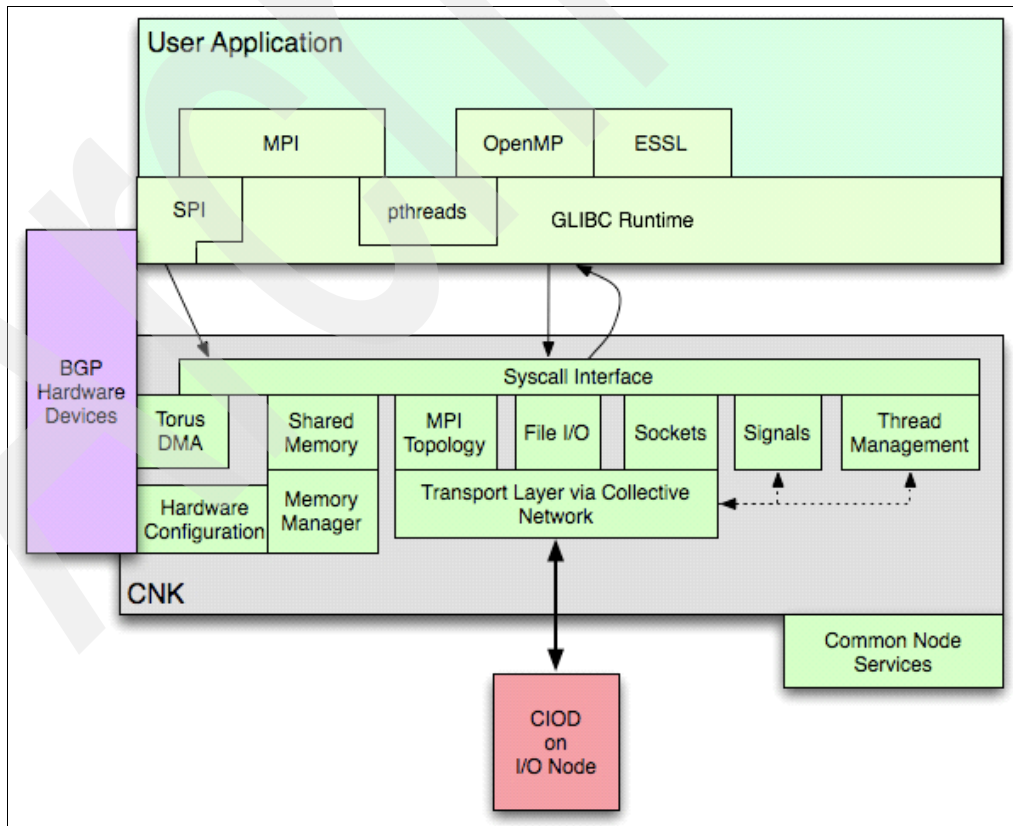 User Application
MPI
OpenMP
ESSL
SPI
pthreads
GLIBC Runtime
BGP
Hardware
Devices
Syscall Interface
Torus
DMA
Shared
Memory
MPI
Topology
File I/O
Sockets
Signals
Thread
Management
Hardware
Configuration
Memory
Manager
Transport Layer via Collective
Network
CNK
Common Node
Services
CIOD
on
I/O Node